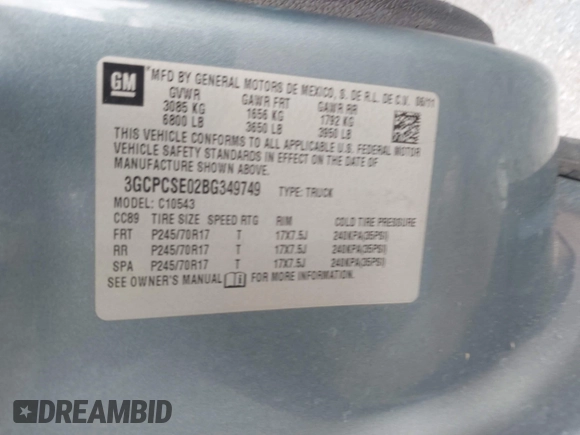 GM
*MFD BY GENERAL MOTORS DE MEXICO, S. DE R.L. DE C.V. 06/11
GVWR GAWR FRT GAWR RR
3085 KG 1656 KG 1792 KG
6800 LB 3650 LB 3950 LB
THIS VEHICLE CONFORMS TO ALL APPLICABLE U.S. FEDERAL MOTOR
VEHICLE SAFETY STANDARDS IN EFFECT ON THE DATE OF
MANUFACTURE SHOWN ABOVE.
3GCPCSE02BG349749 TYPE: TRUCK
MODEL: C10543
CC89 TIRE SIZE SPEED RTG RIM COLD TIRE PRESSURE
FRT P245/70R17 T 17X7.5J 240KPA(35PSI)
RR P245/70R17 T 17X7.5J 240KPA(35PSI)
SPA P245/70R17 T 17X7.5J 240KPA(35PSI)
SEE OWNER'S MANUAL FOR MORE INFORMATION.
DREAMBID